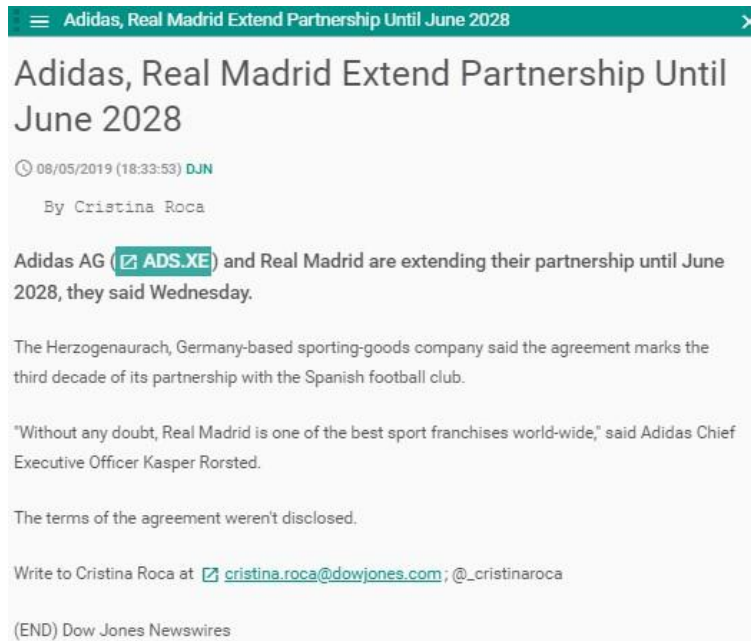 Adidas, Real Madrid Extend Partnership Until June 2028
Adidas, Real Madrid Extend Partnership Until
June 2028
08/05/2019 (18:33:53) DJN
By Cristina Roca
Adidas AG ( ADS.XE) and Real Madrid are extending their partnership until June
2028, they said Wednesday.
The Herzogenaurach, Germany-based sporting-goods company said the agreement marks the
third decade of its partnership with the Spanish football club.
"Without any doubt, Real Madrid is one of the best sport franchises world-wide," said Adidas Chief
Executive Officer Kasper Rorsted.
The terms of the agreement weren't disclosed.
Write to Cristina Roca at cristina.roca@dowjones.com; @_cristinaroca
(END) Dow Jones Newswires